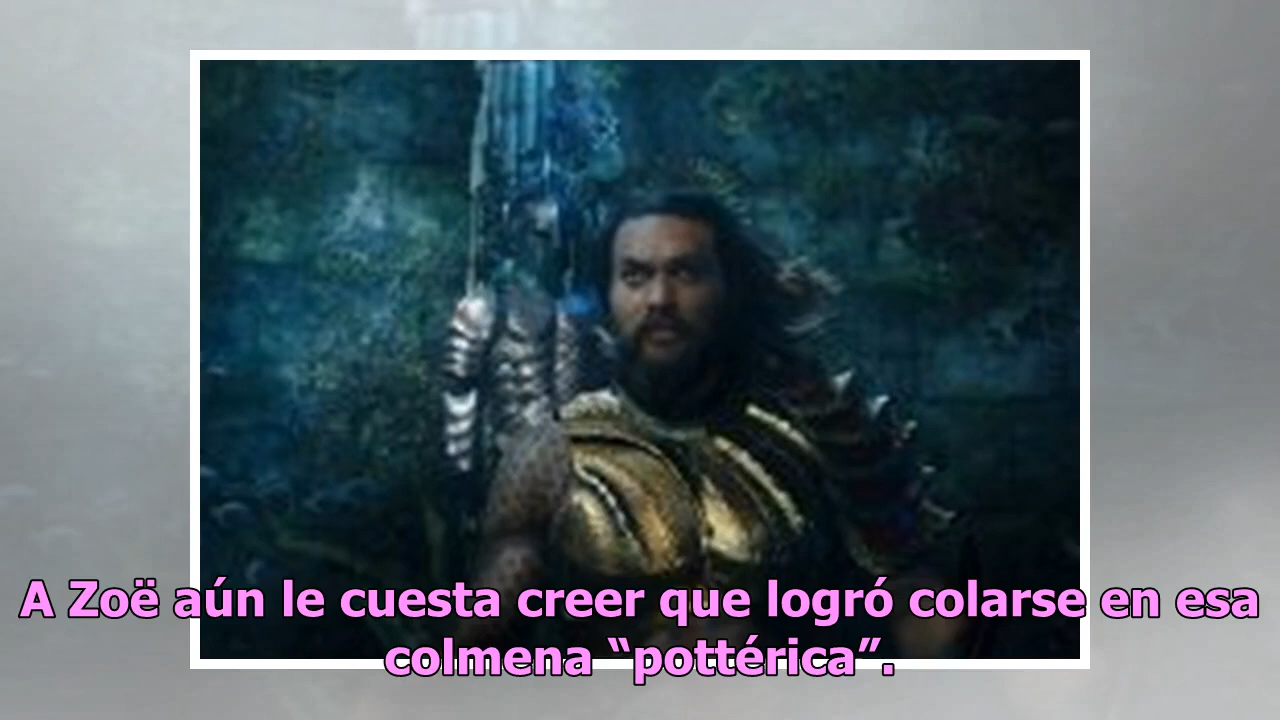 A Zoë aún le cuesta creer que logró colarse en esa
colmena “pottérica”.